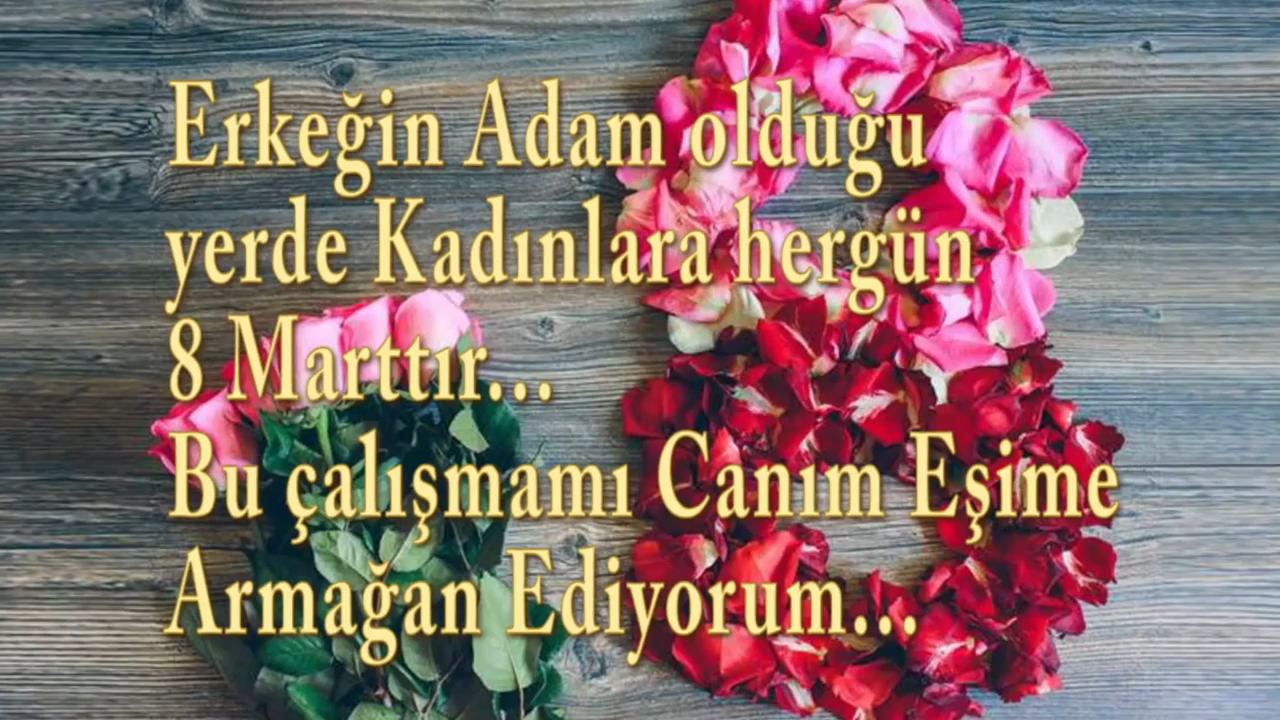 Erkeğin Adam olduğu
yerde Kadınlara hergün
8 Marttır...
Bu çalışmamı Canım Eşime
Armağan Ediyorum...